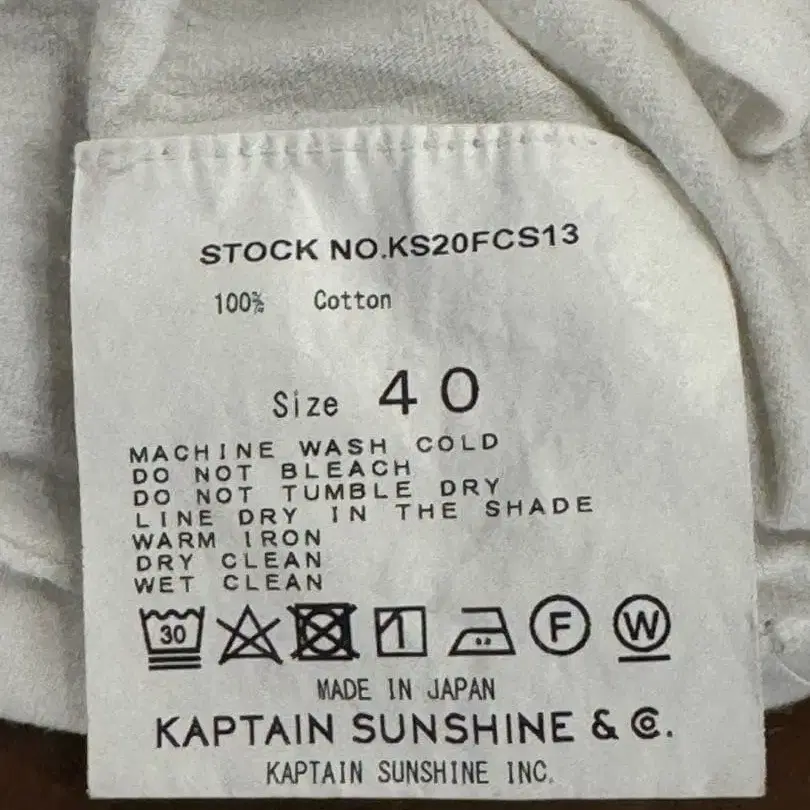 STOCK NO.KS20FCS13
100% Cotton
Size 40
MACHINE WASH COLD
DO NOT BLEACH
DO NOT TUMBLE DRY
LINE DRY IN THE SHADE
WARM IRON
DRY CLEAN
WET CLEAN
30 F W
MADE IN JAPAN
KAPTAIN SUNSHINE & Co.
KAPTAIN SUNSHINE INC.